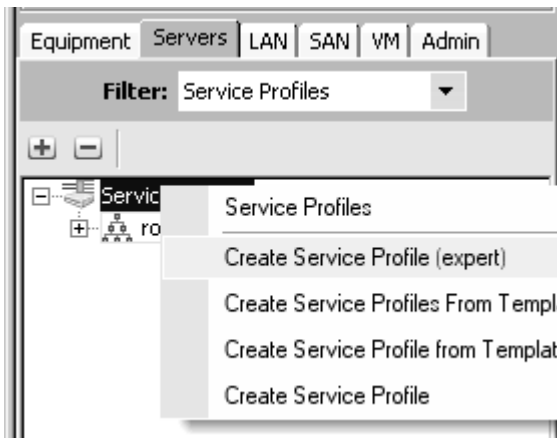 Equipment Servers LAN SAN VM Admin
Filter: Service Profiles
Servic
Service Profiles
ro
Create Service Profile (expert)
Create Service Profiles From Templ
Create Service Profile from Templat
Create Service Profile